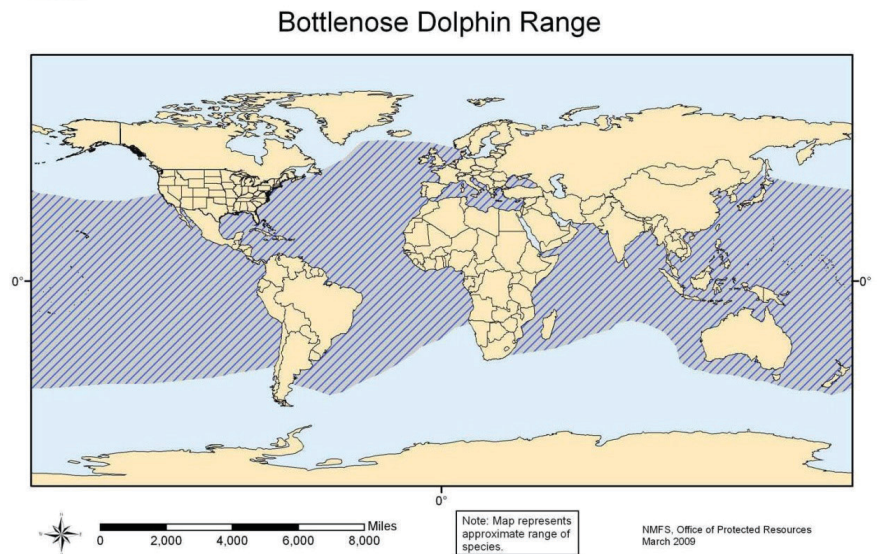 Bottlenose Dolphin Range
0°
0°
0°
Miles
0 2,000 4,000 6,000 8,000
Note: Map represents
approximate range of
species.
NMFS, Office of Protected Resources
March 2009